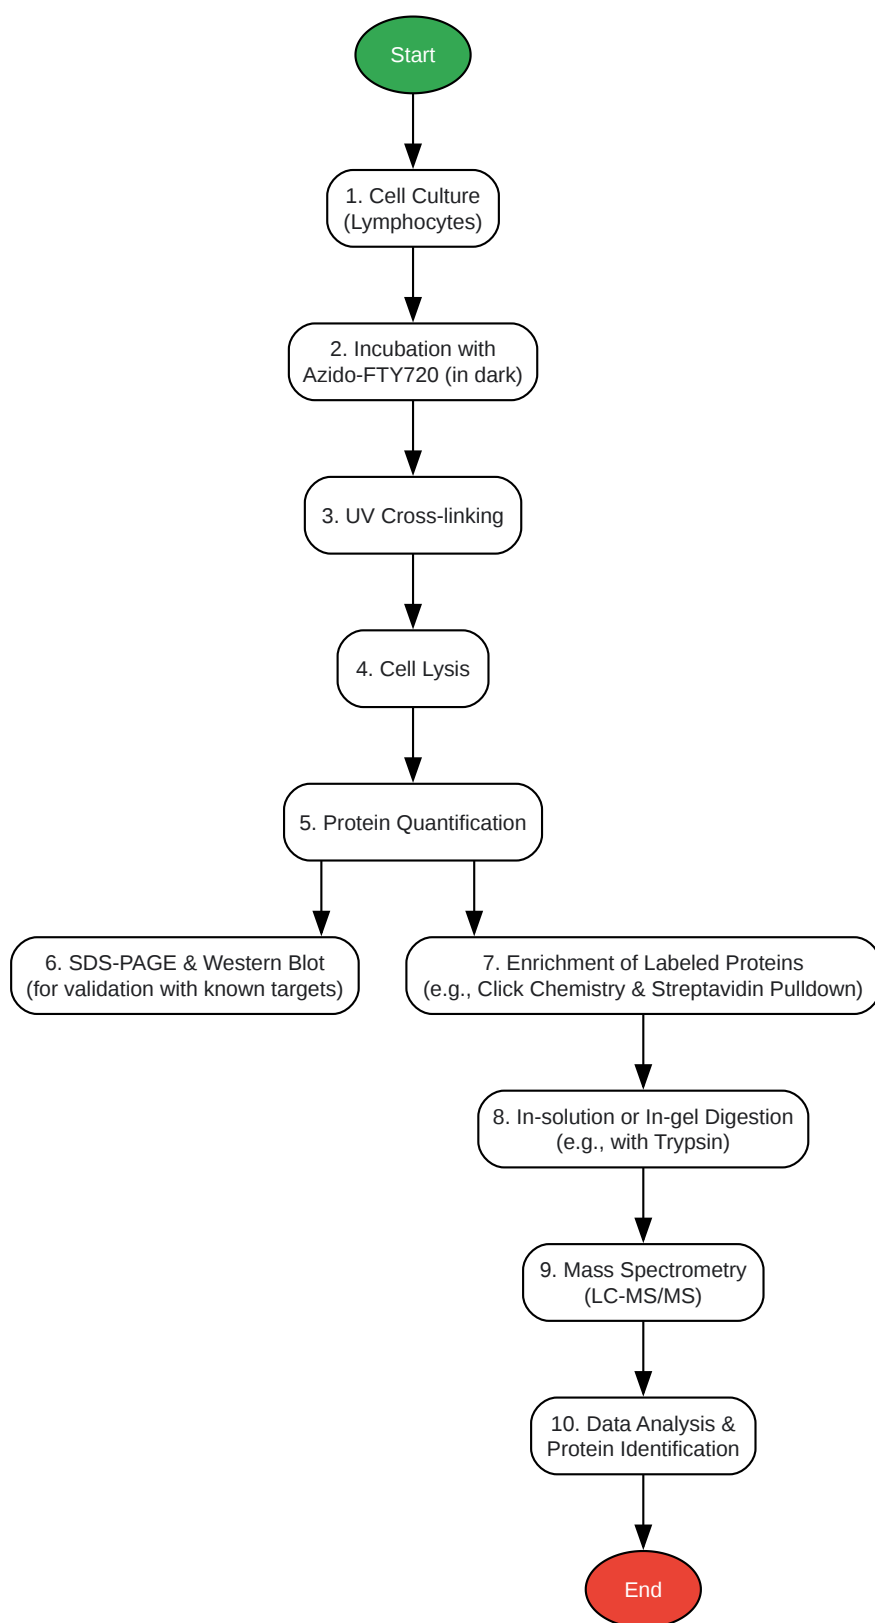 Start
1. Cell Culture
(Lymphocytes)
2. Incubation with
Azido-FTY720 (in dark)
3. UV Cross-linking
4. Cell Lysis
5. Protein Quantification
6. SDS-PAGE & Western Blot
(for validation with known targets)
7. Enrichment of Labeled Proteins
(e.g., Click Chemistry & Streptavidin Pulldown)
8. In-solution or In-gel Digestion
(e.g., with Trypsin)
9. Mass Spectrometry
(LC-MS/MS)
10. Data Analysis &
Protein Identification
End